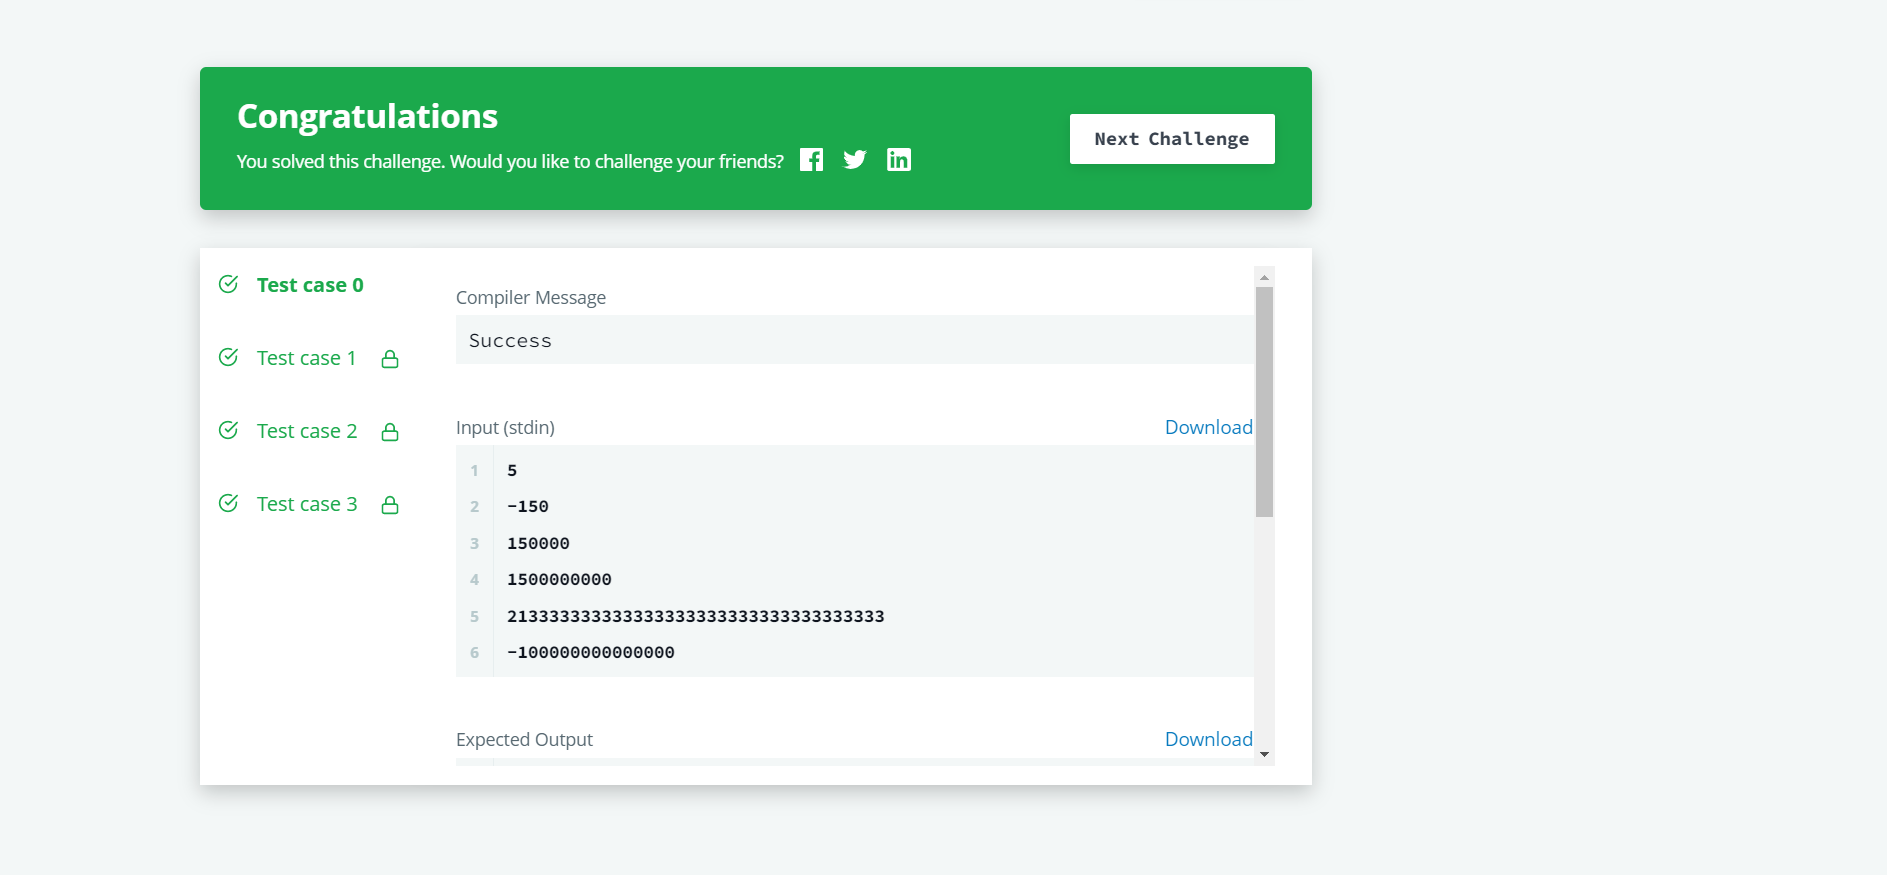 Congratulations
You solved this challenge. Would you like to challenge your friends?
Next Challenge
Test case 0
Test case 1
Test case 2
Test case 3
Compiler Message
Success
Input (stdin)
Download
1 5
2 -150
3 150000
4 1500000000
5 213333333333333333333333333333333333
6 -100000000000000
Expected Output
Download